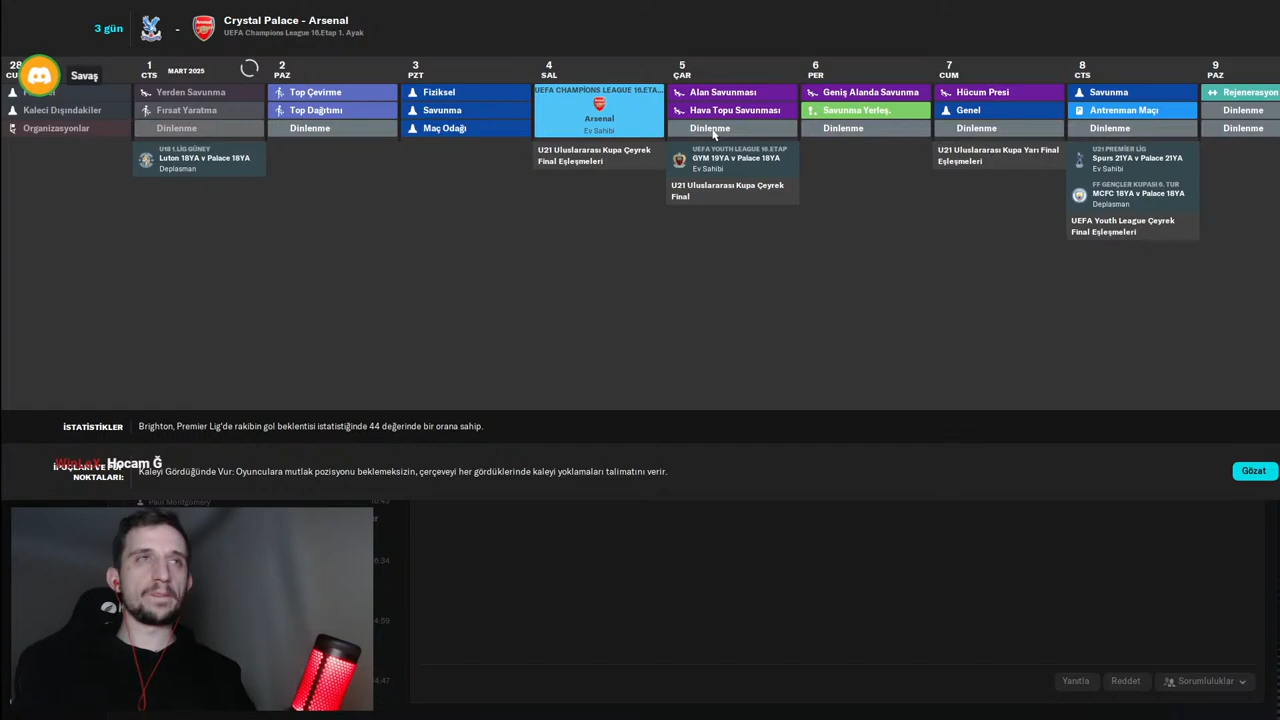 3 gün
-
Crystal Palace - Arsenal
UEFA Champions League 16.Etap 1. Ayak
28
Savaş
Kaleci Dışındakiler
Organizasyonlar
1
CTS
MART 2025
Yerden Savunma
Fırsat Yaratma
Dinlenme
U18 1.LİG GÜNEY
Luton 18YA v Palace 18YA
Deplasman
2
PAZ
Top Çevirme
Top Dağıtımı
Dinlenme
3
PZT
Fiziksel
Savunma
Maç Odağı
4
SAL
UEFA CHAMPIONS LEAGUE 16.ETA...
Arsenal
Ev Sahibi
U21 Uluslararası Kupa Çeyrek
Final Eşleşmeleri
5
ÇAR
Alan Savunması
Hava Topu Savunması
Dinlenme
UEFA YOUTH LEAGUE 16.ETAP
GYM 19YA v Palace 18YA
Ev Sahibi
U21 Uluslararası Kupa Çeyrek
Final
6
PER
Geniş Alanda Savunma
Savunma Yerleş.
Dinlenme
7
CUM
Hücum Presi
Genel
Dinlenme
U21 Uluslararası Kupa Yarı Final
Eşleşmeleri
8
CTS
Savunma
Antrenman Maçı
Dinlenme
U21 PREMİER LİG
Spurs 21YA v Palace 21YA
Ev Sahibi
FF GENÇLER KUPASI 6. TUR
MCFC 18YA v Palace 18YA
Deplasman
UEFA Youth League Çeyrek
Final Eşleşmeleri
9
PAZ
Rejenerasyon
Dinlenme
Dinlenme
İSTATİSTİKLER
Brighton, Premier Lig'de rakibin gol beklentisi istatistiğinde 44 değerinde bir orana sahip.
Hocam Ğ
NOKTALARI:
Kaleyi Gördüğünde Vur: Oyunculara mutlak pozisyonu beklemeksizin, çerçeveyi her gördüklerinde kaleyi yoklamaları talimatını verir.
Gözat
Paul Montgomery
Yanıtla
Reddet
Sorumluluklar